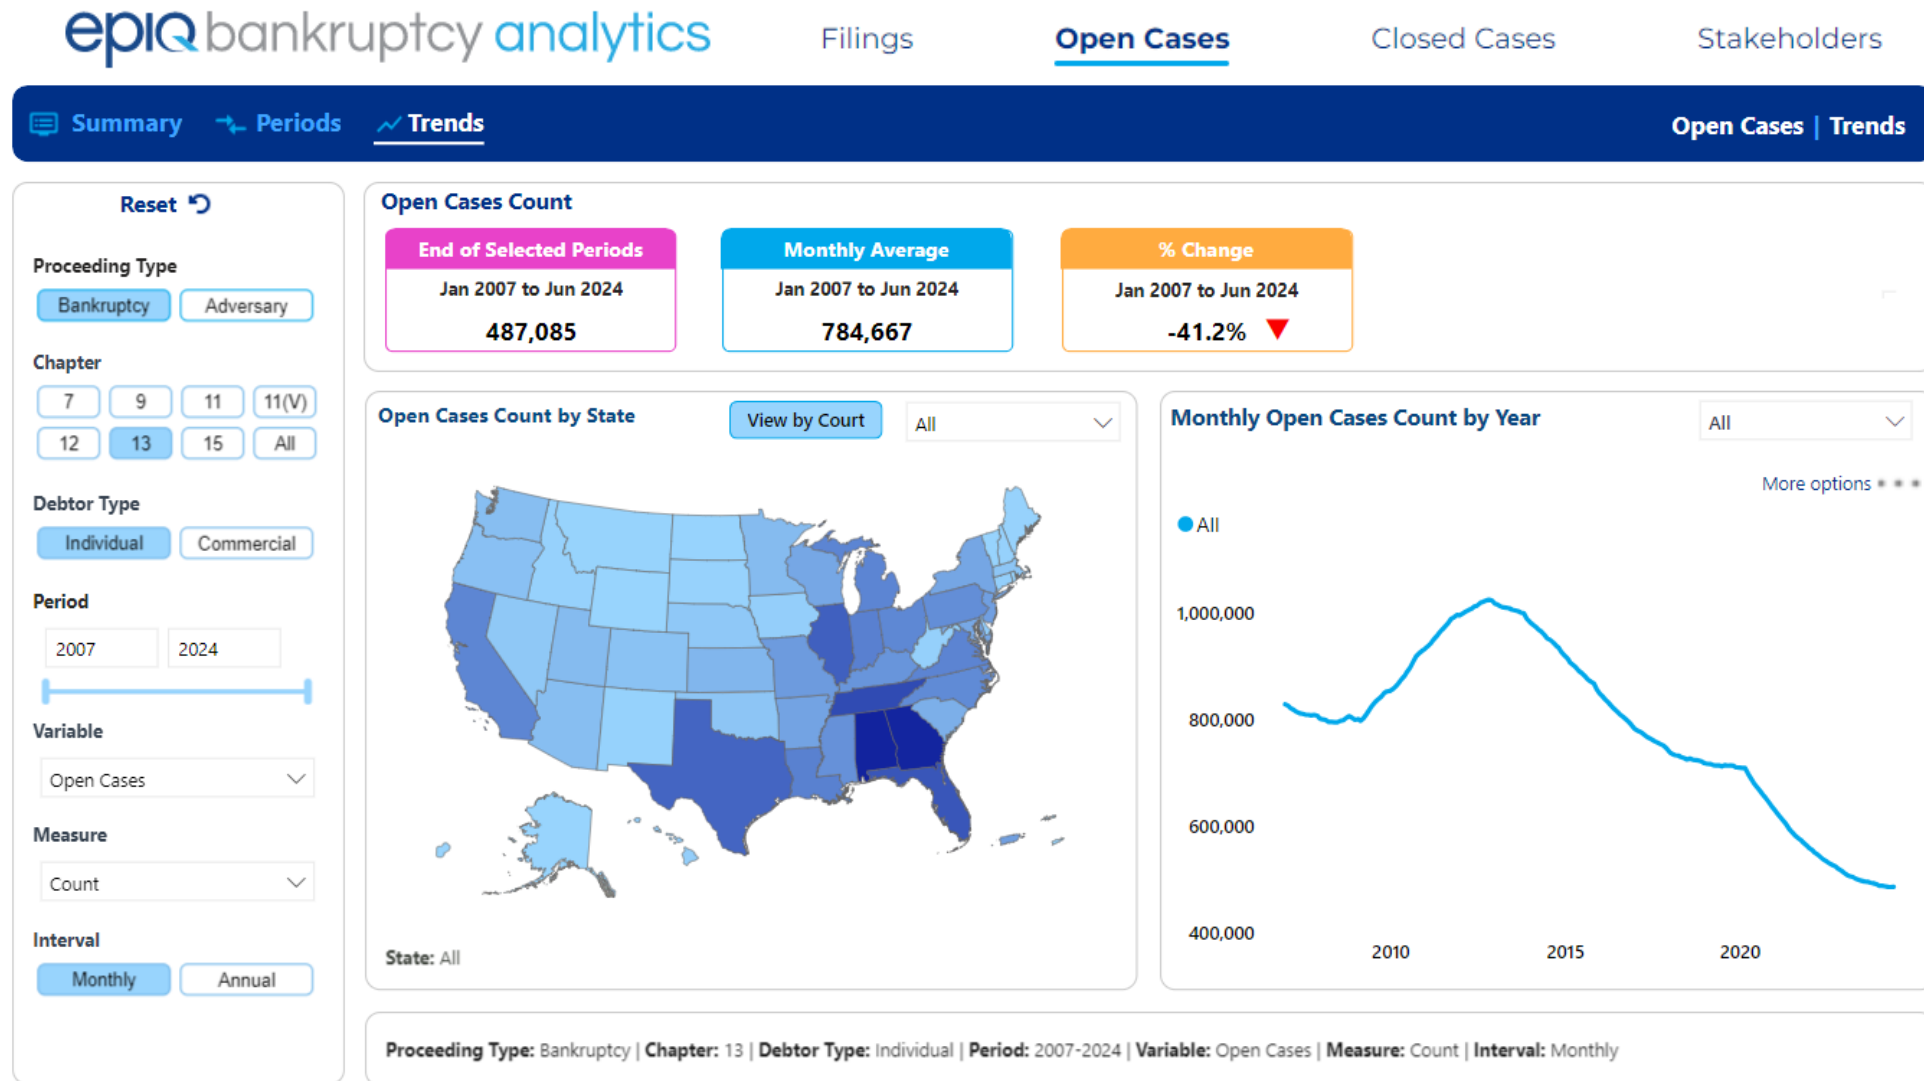 epiq bankruptcy analytics
Filings
Open Cases
Closed Cases
Stakeholders
Summary
Periods
Trends
Open Cases | Trends
Reset
Proceeding Type
Bankruptcy
Adversary
Chapter
7
9
11
11(V)
12
13
15
All
Debtor Type
Individual
Commercial
Period
2007
2024
Variable
Open Cases
Measure
Count
Interval
Monthly
Annual
Open Cases Count
End of Selected Periods
Jan 2007 to Jun 2024
487,085
Monthly Average
Jan 2007 to Jun 2024
784,667
% Change
Jan 2007 to Jun 2024
-41.2%
Open Cases Count by State
View by Court
All
State: All
Monthly Open Cases Count by Year
All
More options
All
1,000,000
800,000
600,000
400,000
2010
2015
2020
Proceeding Type: Bankruptcy | Chapter: 13 | Debtor Type: Individual | Period: 2007-2024 | Variable: Open Cases | Measure: Count | Interval: Monthly